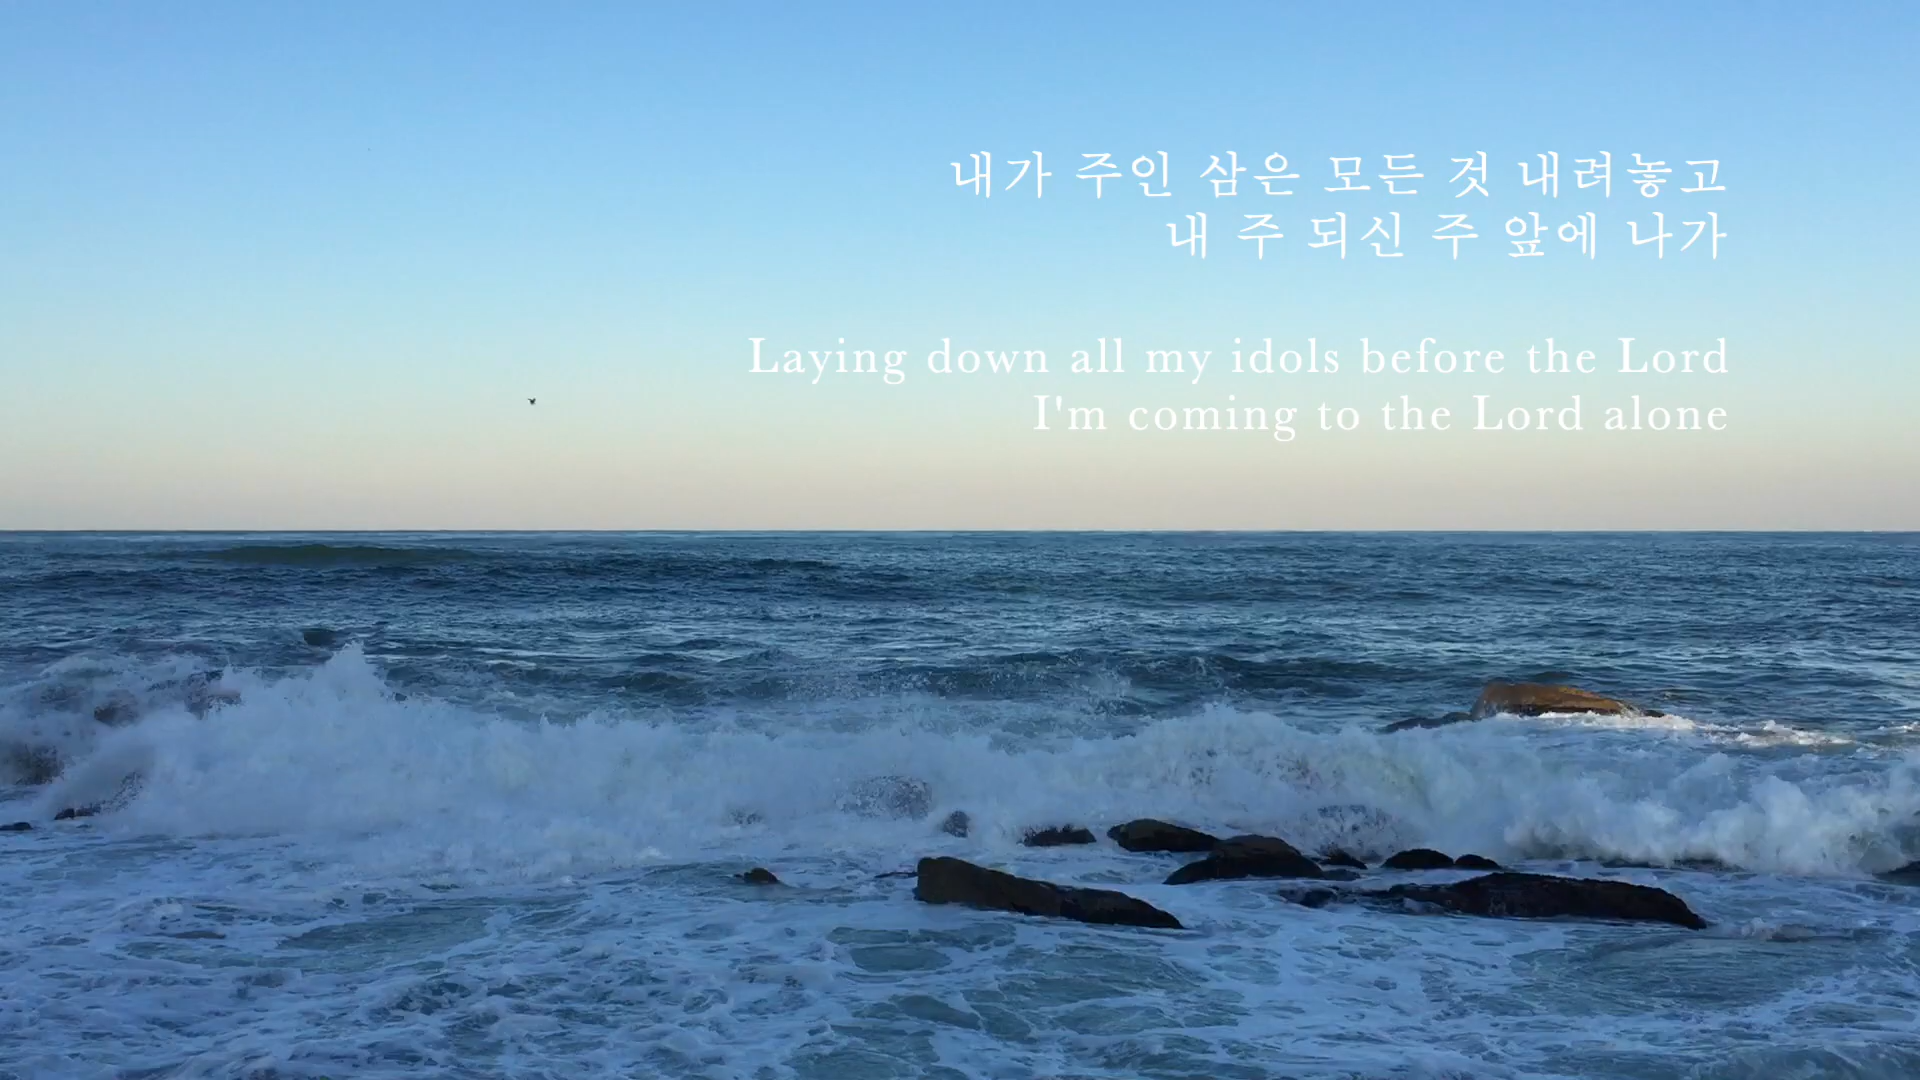 내가 주인 삼은 모든 것 내려놓고
내 주 되신 주 앞에 나가
Laying down all my idols before the Lord
I'm coming to the Lord alone